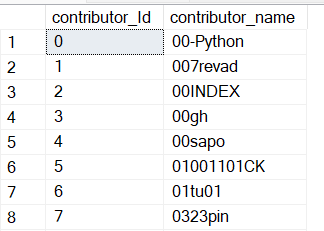 contributor_Id contributor_name
1 0 00-Python
2 1 007revad
3 2 00INDEX
4 3 00gh
5 4 00sapo
6 5 01001101CK
7 6 01tu01
8 7 0323pin